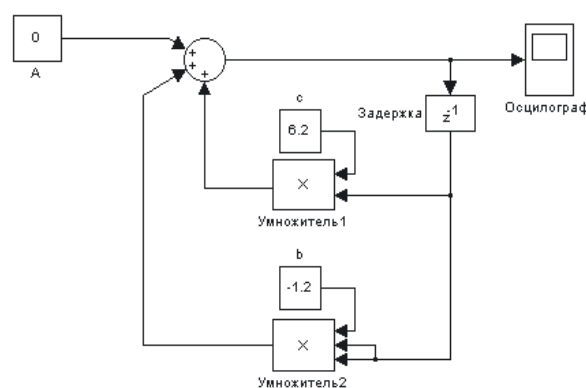 0
A
+
+
+
c
6.2
Задержка
z-1
Осцилограф
X
Умножитель1
b
-1.2
X
Умножитель2